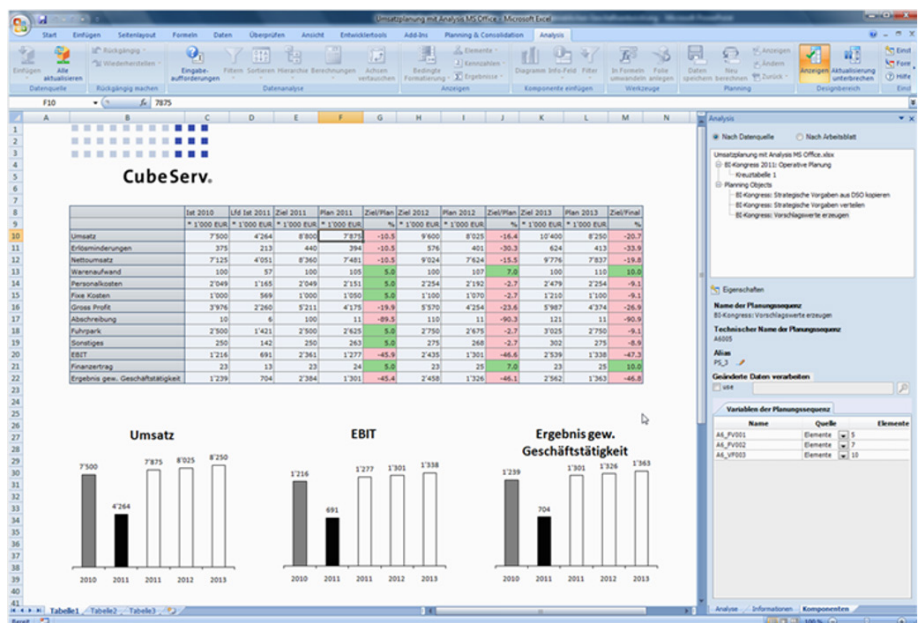 Umsatzplanung mit Analysis MS Office - Microsoft Excel
Start Einfügen Seitenlayout Formeln Daten Überprüfen Ansicht Entwicklertools Add-Ins Planning & Consolidation Analysis
Einfügen Alle aktualisieren Rückgängig Wiederherstellen Eingabe-aufforderungen Filtern Sortieren Hierarchie Berechnungen Achsen vertauschen Bedingte Formatierung Elemente Kennzahlen Ergebnisse Diagramm Info-Feld Filter In Formeln umwandeln Folie anlegen Daten speichern Neu berechnen Anzeigen Ändern Zurück Anzeigen Aktualisierung unterbrechen Hilfe
Datenquelle Rückgängig machen Datenanalyse Anzeigen Komponente einfügen Werkzeuge Planning Designbereich
F10 fx 7875
A B C D E F G H I J K L M N
CubeServ
Ist 2010 Lfd Ist 2011 Ziel 2011 Plan 2011 Ziel/Plan Ziel 2012 Plan 2012 Ziel/Plan Ziel 2013 Plan 2013 Ziel/Final
* 1'000 EUR * 1'000 EUR * 1'000 EUR * 1'000 EUR % * 1'000 EUR * 1'000 EUR % * 1'000 EUR * 1'000 EUR %
Umsatz 7'500 4'264 8'800 7'875 -10.5 9'600 8'025 -16.4 10'400 8'250 -20.7
Erlösminderungen 375 213 440 394 -10.5 576 401 -30.3 624 413 -33.9
Nettoumsatz 7'125 4'051 8'360 7'481 -10.5 9'024 7'624 -15.5 9'776 7'837 -19.8
Warenaufwand 100 57 100 105 5.0 100 107 7.0 100 110 10.0
Personalkosten 2'049 1'165 2'049 2'151 5.0 2'254 2'192 -2.7 2'479 2'254 -9.1
Fixe Kosten 1'000 569 1'000 1'050 5.0 1'100 1'070 -2.7 1'210 1'100 -9.1
Gross Profit 3'976 2'260 5'211 4'175 -19.9 5'570 4'254 -23.6 5'987 4'374 -26.9
Abschreibung 10 6 100 11 -89.5 110 11 -90.3 121 11 -90.9
Fuhrpark 2'500 1'421 2'500 2'625 5.0 2'750 2'675 -2.7 3'025 2'750 -9.1
Sonstiges 250 142 250 263 5.0 275 268 -2.7 302 275 -8.9
EBIT 1'216 691 2'361 1'277 -45.9 2'435 1'301 -46.6 2'539 1'338 -47.3
Finanzertrag 23 13 23 24 5.0 23 25 7.0 23 25 10.0
Ergebnis gew. Geschäftstätigkeit 1'239 704 2'384 1'301 -45.4 2'458 1'326 -46.1 2'562 1'363 -46.8
Umsatz
7'500 4'264 7'875 8'025 8'250
2010 2011 2011 2012 2013
EBIT
1'216 691 1'277 1'301 1'338
2010 2011 2011 2012 2013
Ergebnis gew.
Geschäftstätigkeit
1'239 704 1'301 1'326 1'363
2010 2011 2011 2012 2013
Tabelle1 Tabelle2 Tabelle3
Bereit
100 %
Analysis
Nach Datenquelle Nach Arbeitsblatt
Umsatzplanung mit Analysis MS Office.xlsx
BI-Kongress 2011: Operative Planung
Kreuztabelle 1
Planning Objects
BI-Kongress: Strategische Vorgaben aus DSO kopieren
BI-Kongress: Strategische Vorgaben verteilen
BI-Kongress: Vorschlagswerte erzeugen
Eigenschaften
Name der Planungssequenz
BI-Kongress: Vorschlagswerte erzeugen
Technischer Name der Planungssequenz
A6005
Alias
PS_3
Geänderte Daten verarbeiten
use
Variablen der Planungssequenz
Name Quelle Elemente
A6_PV001 Elemente 5
A6_PV002 Elemente 7
A6_VF003 Elemente 10
Analyse Informationen Komponenten